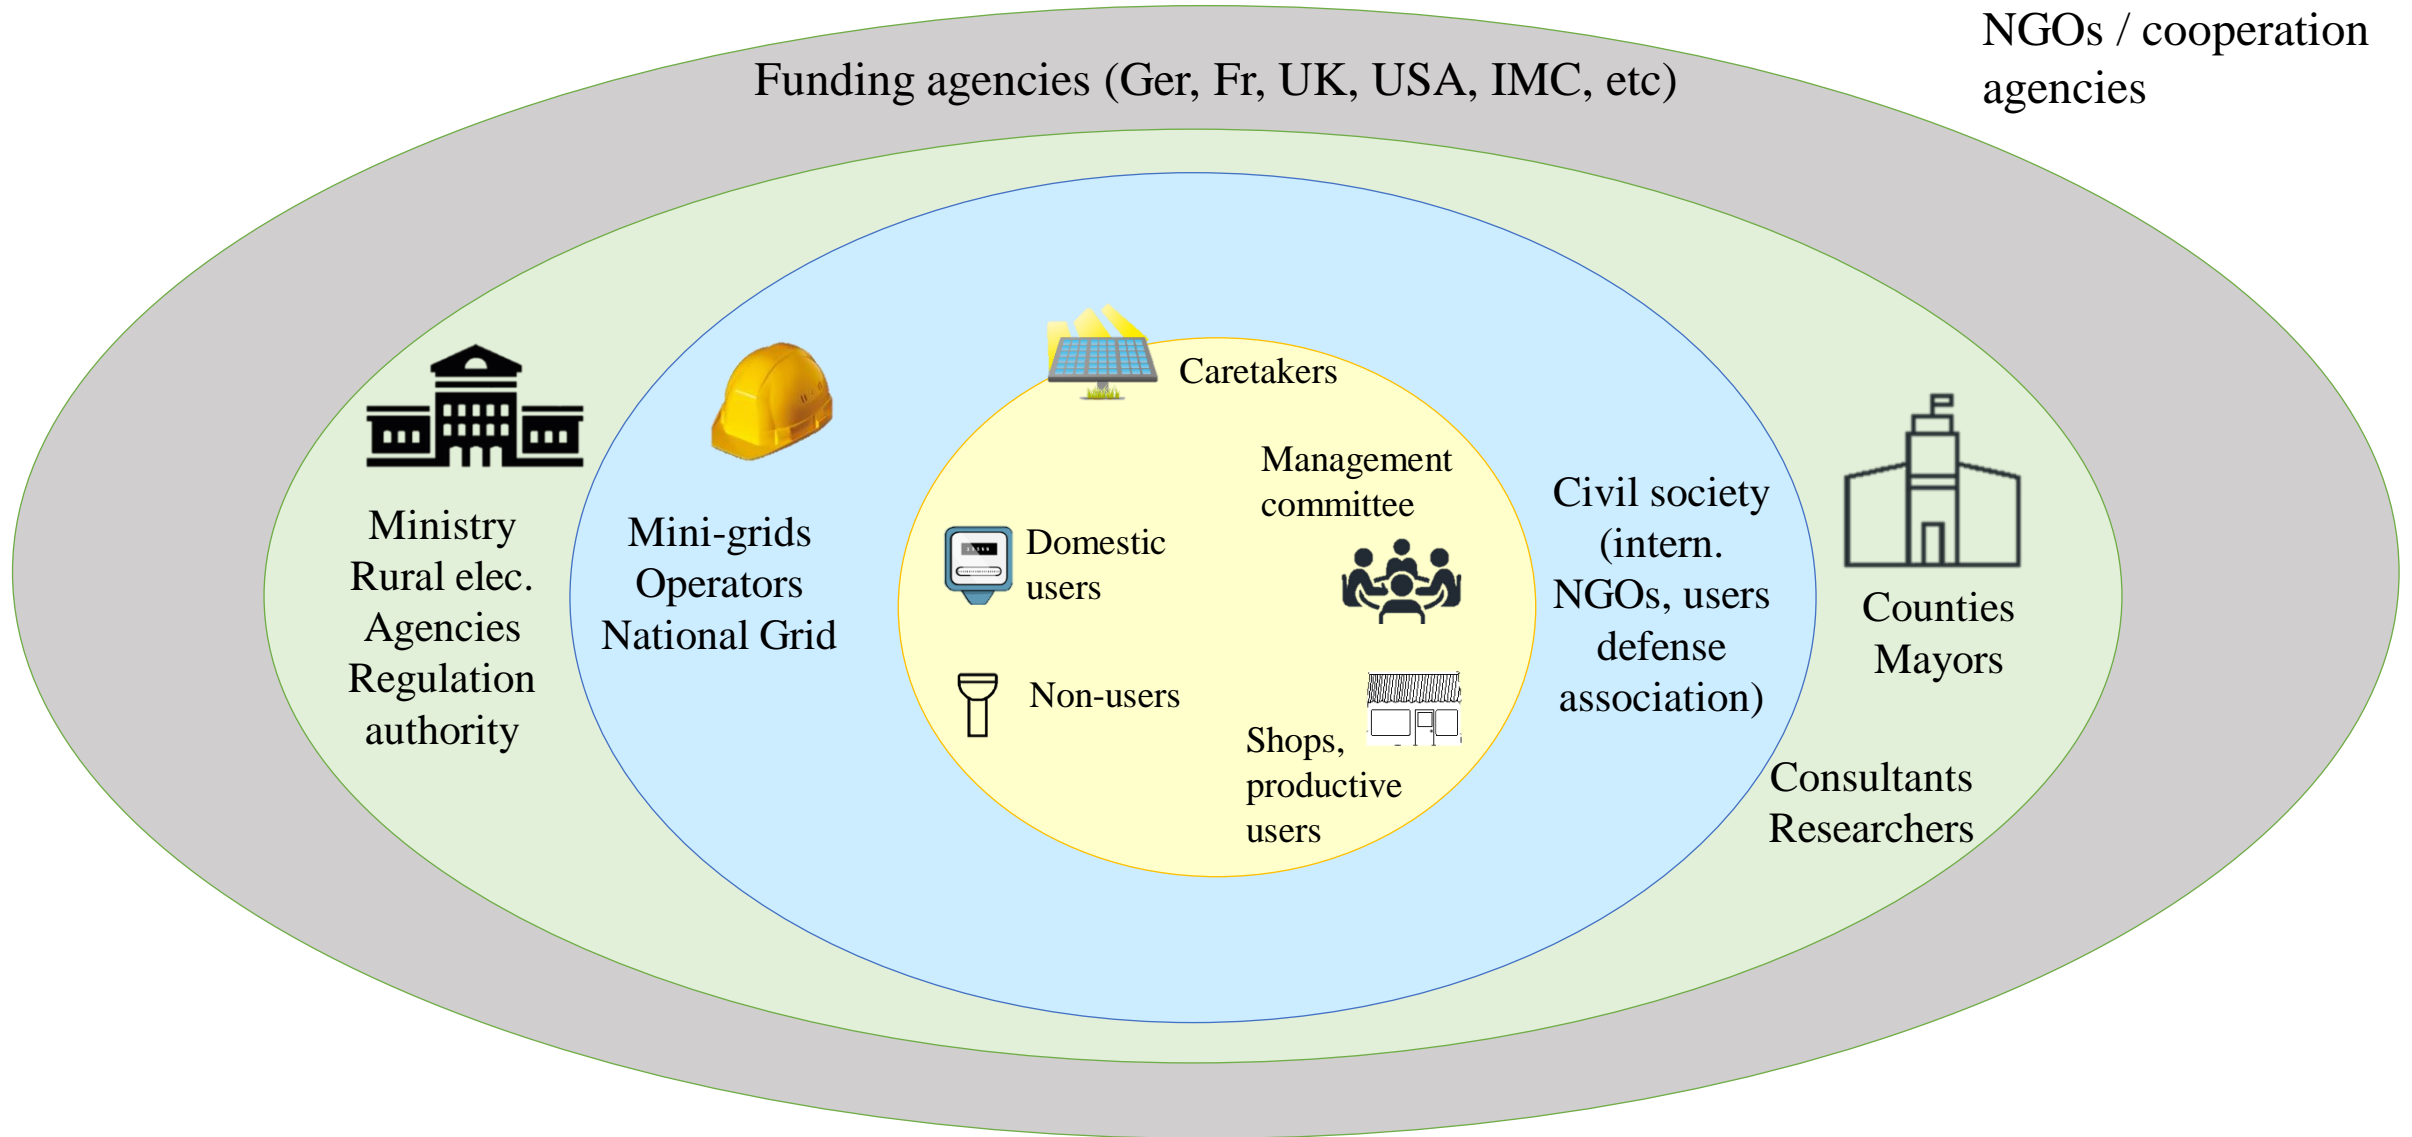 NGOs / cooperation
agencies
Funding agencies (Ger, Fr, UK, USA, IMC, etc)
Ministry
Rural elec.
Agencies
Regulation
authority
Mini-grids
Operators
National Grid
Caretakers
Management
committee
Domestic
users
Non-users
Shops,
productive
users
Civil society
(intern.
NGOs, users
defense
association)
Counties
Mayors
Consultants
Researchers